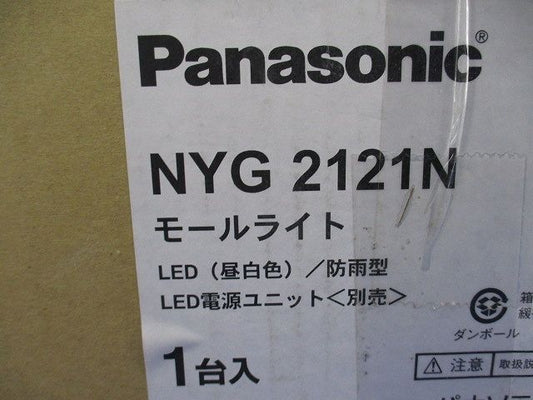 Panasonic®
NYG 2121N
モールライト
LED（昼白色）／防雨型
LED電源ユニット＜別売＞
1台入
箱
緩
ダンボール
注意 取扱説